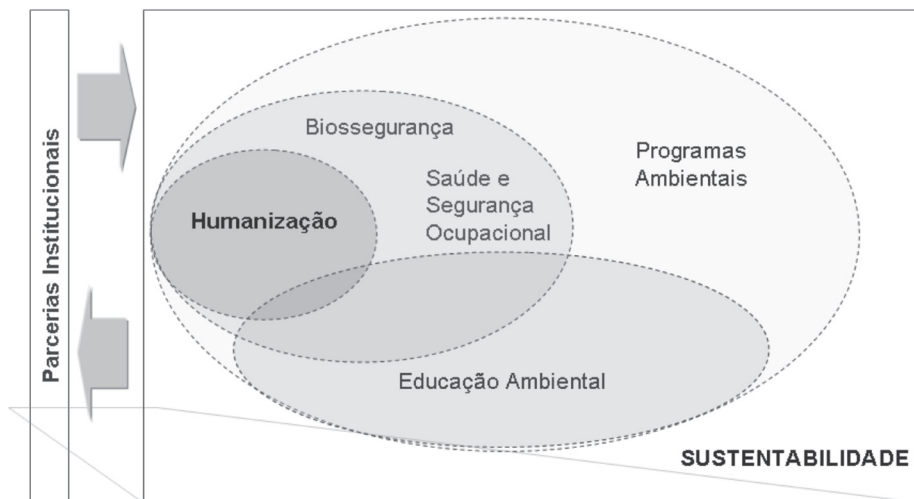 Parcerias Institucionais
Biossegurança
Programas
Ambientais
Saúde e
Segurança
Ocupacional
Humanização
Educação Ambiental
SUSTENTABILIDADE